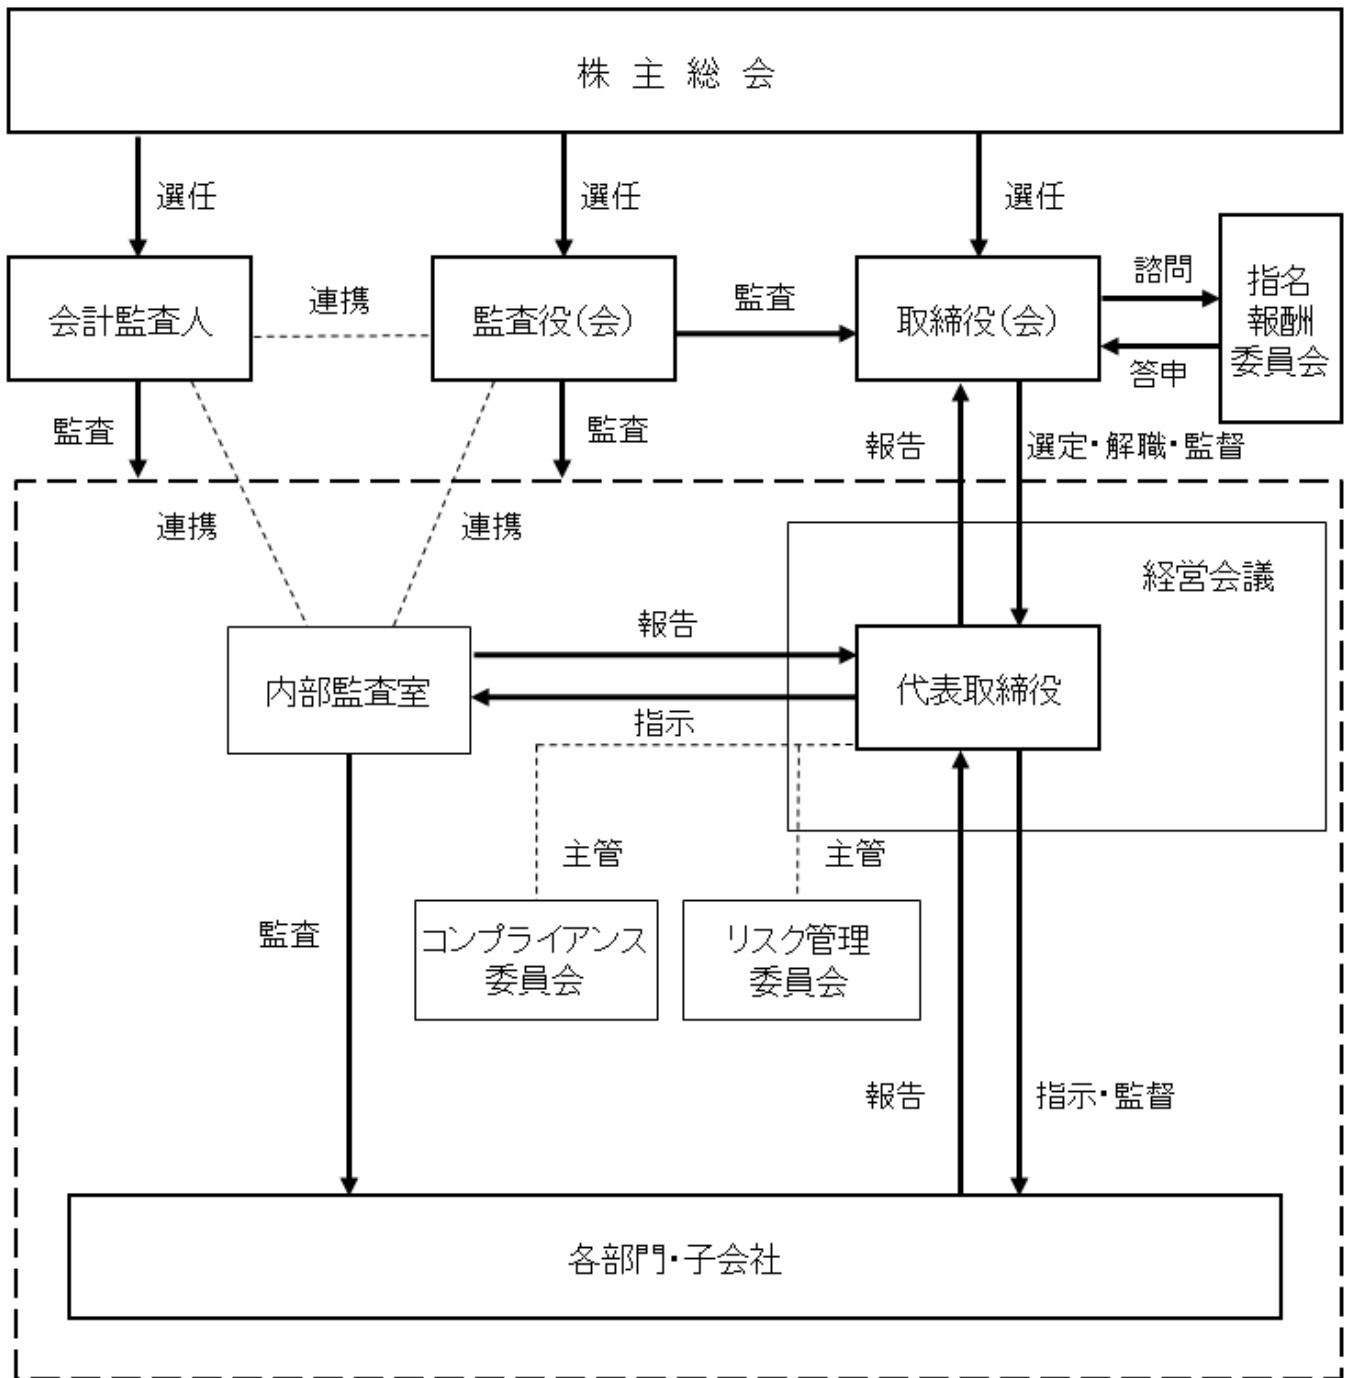 株 主 総 会
選任
選任
選任
会計監査人
連携
監査役(会)
監査
取締役(会)
諮問
答申
指名
報酬
委員会
監査
監査
報告
選定・解職・監督
連携
連携
経営会議
内部監査室
報告
指示
代表取締役
主管
主管
コンプライアンス
委員会
リスク管理
委員会
監査
報告
指示・監督
各部門・子会社